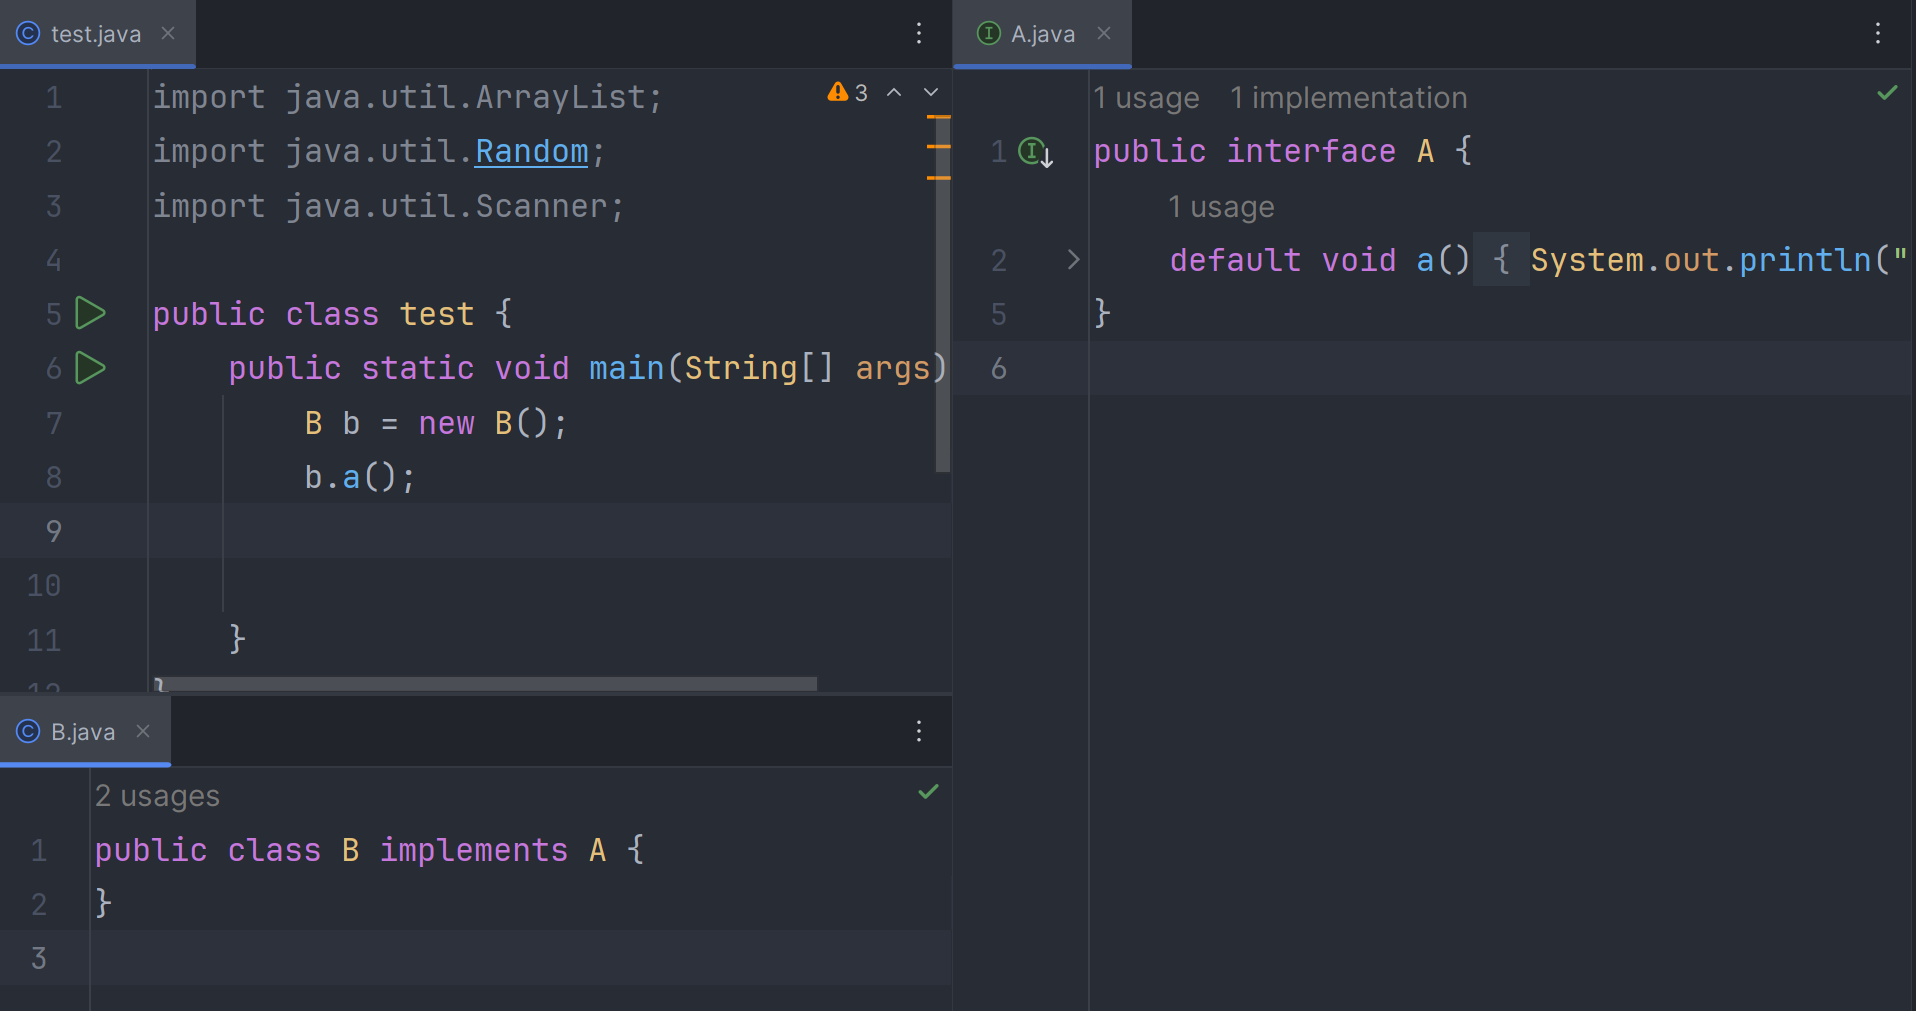 test.java
3
1 import java.util.ArrayList;
2 import java.util.Random;
3 import java.util.Scanner;
4
5 public class test {
6 public static void main(String[] args)
7 B b = new B();
8 b.a();
9
10
11 }
12 }
B.java
2 usages
1 public class B implements A {
2 }
3
A.java
1 usage 1 implementation
1 public interface A {
1 usage
2 default void a() { System.out.println("
5 }
6